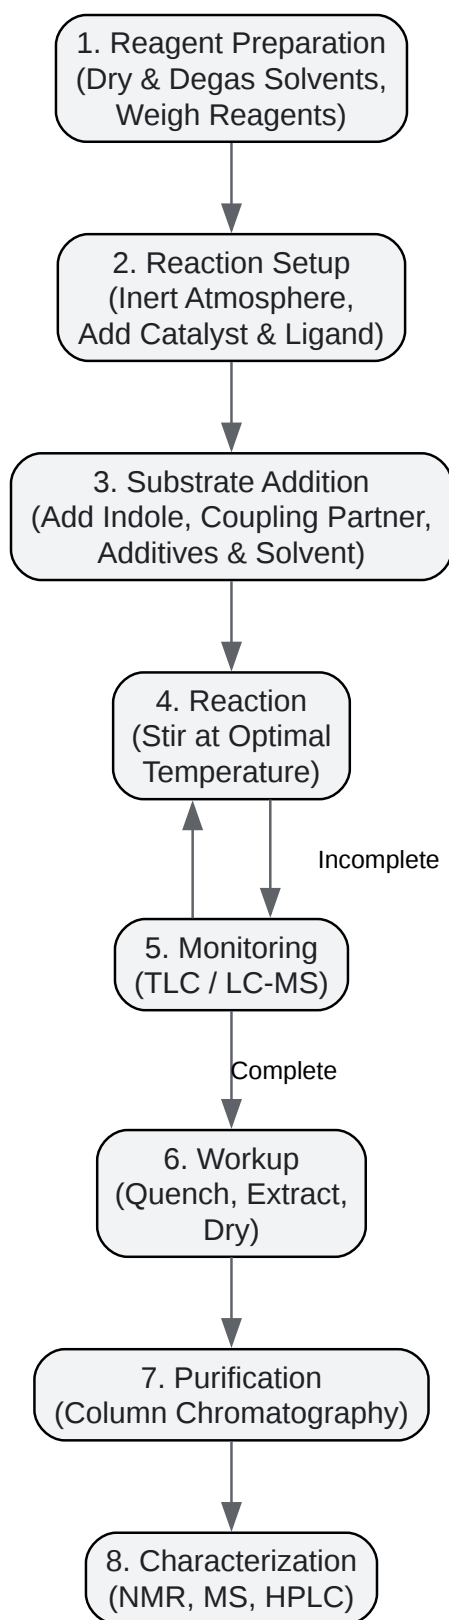 1. Reagent Preparation
(Dry & Degas Solvents,
Weigh Reagents)
2. Reaction Setup
(Inert Atmosphere,
Add Catalyst & Ligand)
3. Substrate Addition
(Add Indole, Coupling Partner,
Additives & Solvent)
4. Reaction
(Stir at Optimal
Temperature)
Incomplete
5. Monitoring
(TLC / LC-MS)
Complete
6. Workup
(Quench, Extract,
Dry)
7. Purification
(Column Chromatography)
8. Characterization
(NMR, MS, HPLC)